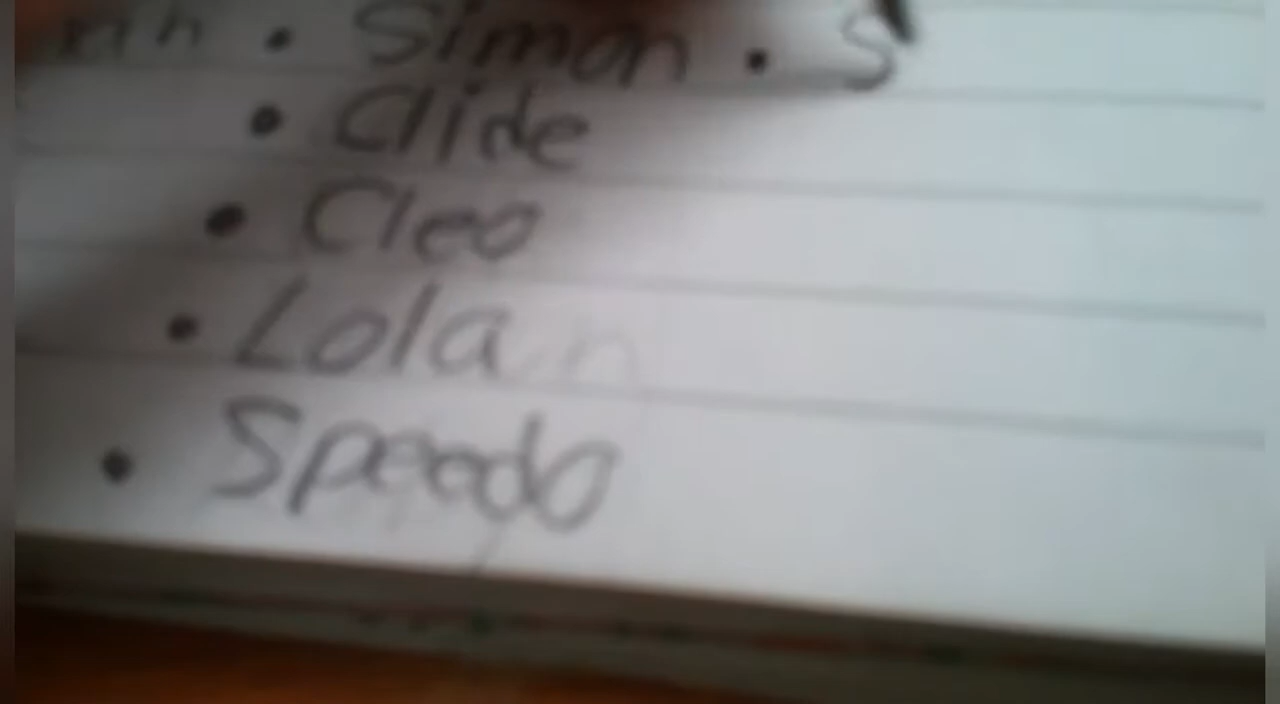 • Simon • S
• Clide
• Cleo
• Lola
• Speedo